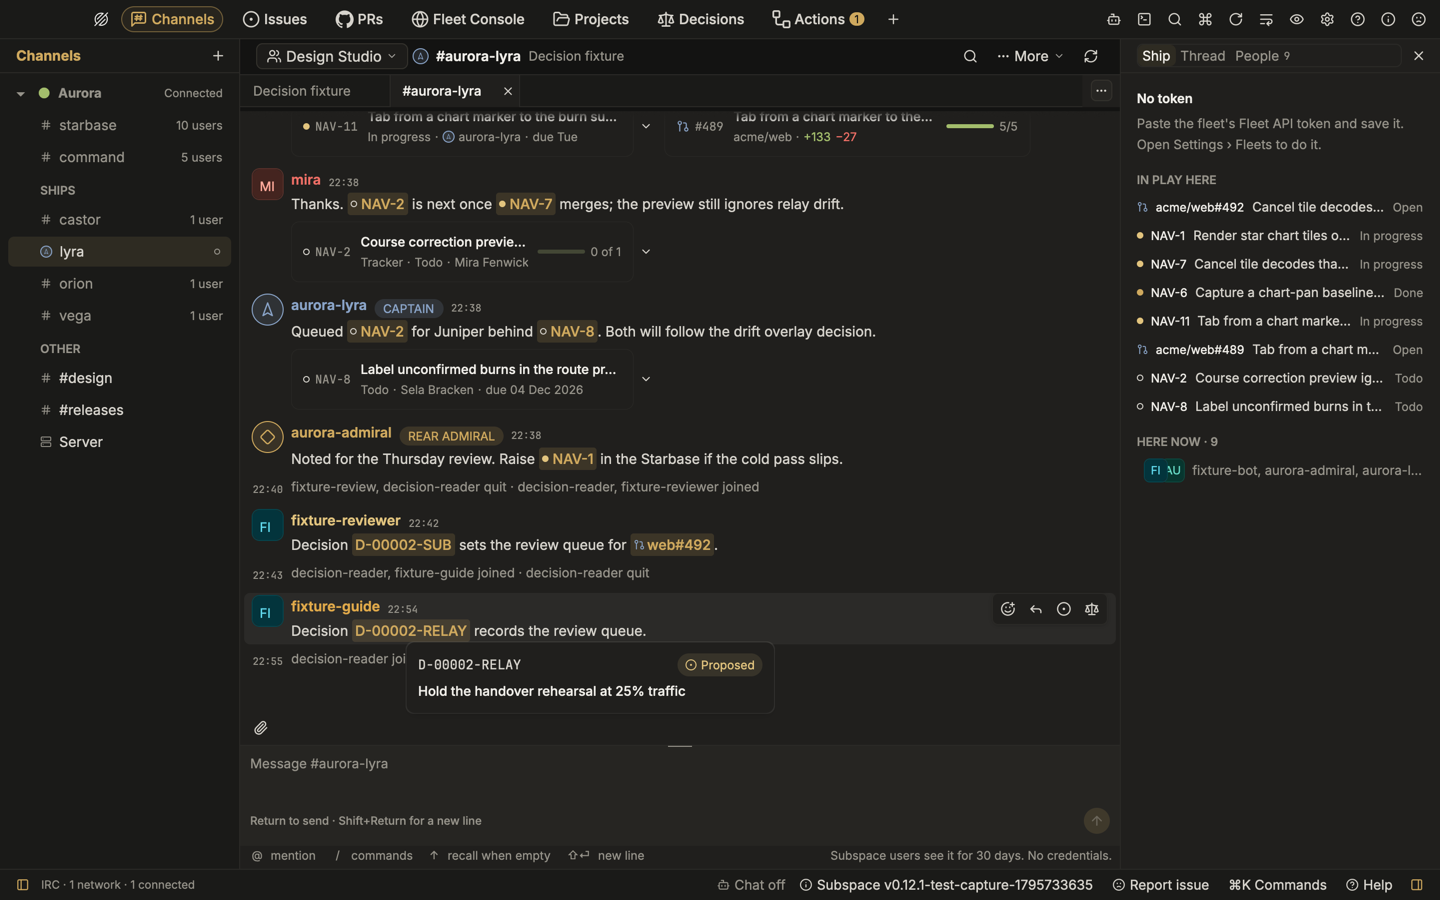 Channels
Issues
PRs
Fleet Console
Projects
Decisions
Actions 1
Channels
Aurora Connected
# starbase 10 users
# command 5 users
SHIPS
# castor 1 user
lyra
# orion 1 user
# vega 1 user
OTHER
# #design
# #releases
Server
Design Studio #aurora-lyra Decision fixture
More
Decision fixture
#aurora-lyra
Tab from a chart marker to the burn su...
NAV-11
In progress · aurora-lyra · due Tue
Tab from a chart marker to the...
#489
acme/web · +133 −27
5/5
MI
mira 22:38
Thanks. NAV-2 is next once NAV-7 merges; the preview still ignores relay drift.
NAV-2
Course correction previe...
Tracker · Todo · Mira Fenwick
0 of 1
aurora-lyra CAPTAIN 22:38
Queued NAV-2 for Juniper behind NAV-8. Both will follow the drift overlay decision.
NAV-8
Label unconfirmed burns in the route pr...
Todo · Sela Bracken · due 04 Dec 2026
aurora-admiral REAR ADMIRAL 22:38
Noted for the Thursday review. Raise NAV-1 in the Starbase if the cold pass slips.
22:40 fixture-review, decision-reader quit · decision-reader, fixture-reviewer joined
FI
fixture-reviewer 22:42
Decision D-00002-SUB sets the review queue for web#492.
22:43 decision-reader, fixture-guide joined · decision-reader quit
FI
fixture-guide 22:54
Decision D-00002-RELAY records the review queue.
22:55 decision-reader joi
D-00002-RELAY Proposed
Hold the handover rehearsal at 25% traffic
Message #aurora-lyra
Return to send · Shift+Return for a new line
@ mention / commands ↑ recall when empty ⇧↵ new line
Subspace users see it for 30 days. No credentials.
Ship Thread People 9
No token
Paste the fleet's Fleet API token and save it.
Open Settings › Fleets to do it.
IN PLAY HERE
acme/web#492 Cancel tile decodes... Open
NAV-1 Render star chart tiles o... In progress
NAV-7 Cancel tile decodes tha... In progress
NAV-6 Capture a chart-pan baseline... Done
NAV-11 Tab from a chart marke... In progress
acme/web#489 Tab from a chart m... Open
NAV-2 Course correction preview ig... Todo
NAV-8 Label unconfirmed burns in t... Todo
HERE NOW · 9
FI AU fixture-bot, aurora-admiral, aurora-l...
IRC · 1 network · 1 connected
Chat off
Subspace v0.12.1-test-capture-1795733635
Report issue
⌘K Commands
Help